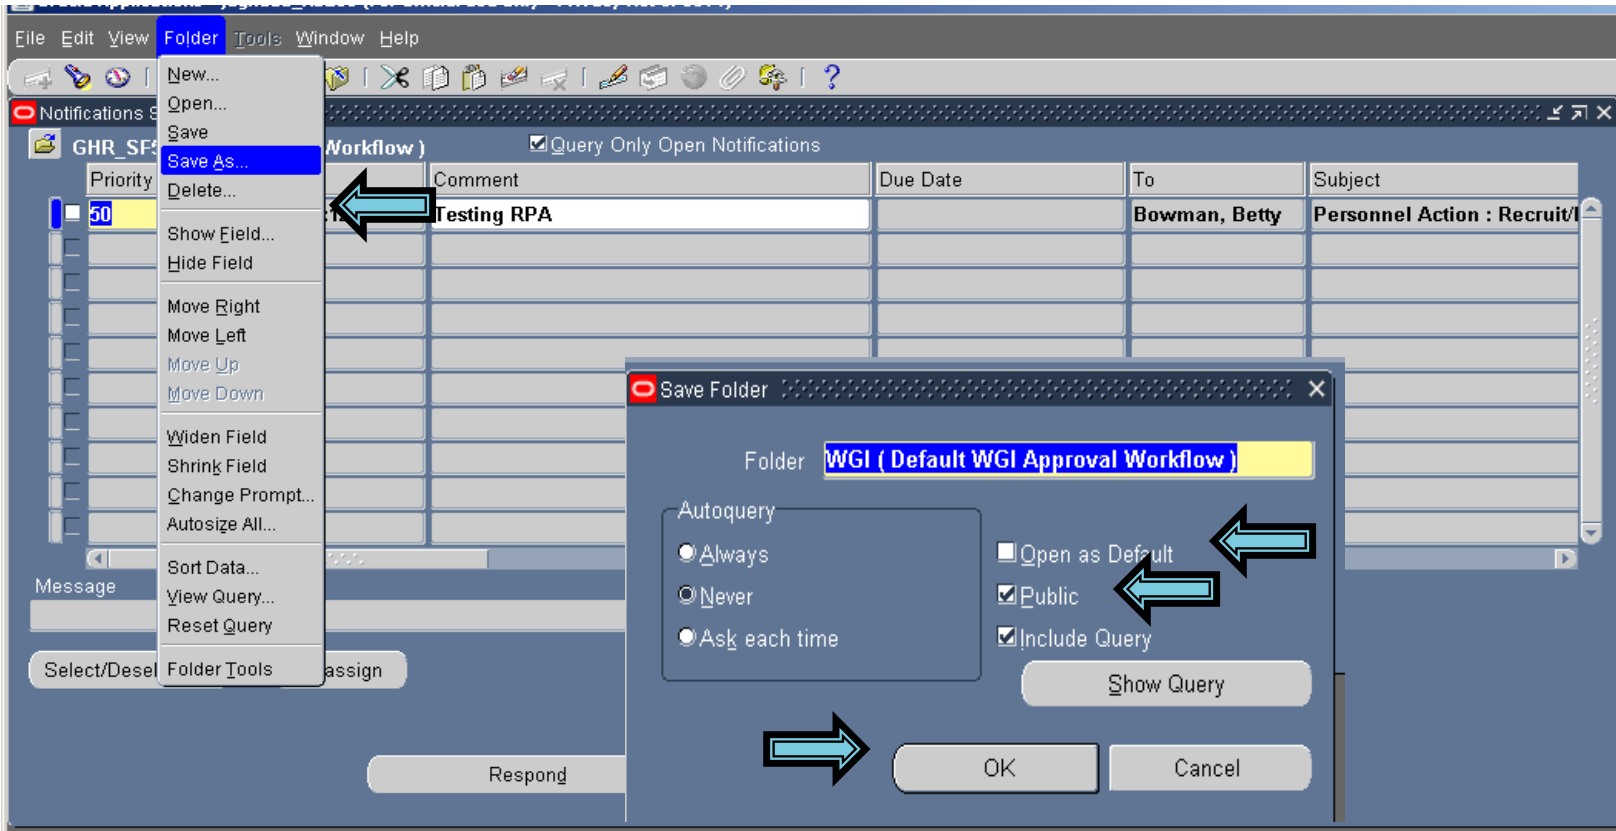 File Edit View Folder Tools Window Help
New...
Open...
Save
Save As...
Delete...
Show Field...
Hide Field
Move Right
Move Left
Move Up
Move Down
Widen Field
Shrink Field
Change Prompt...
Autosize All...
Sort Data...
View Query...
Reset Query
Folder Tools
Notifications
Workflow )
Query Only Open Notifications
Priority Comment Due Date To Subject
50 Testing RPA Bowman, Betty Personnel Action : Recruit/
Save Folder
Folder WGI ( Default WGI Approval Workflow )
Autoquery
Always
Never
Ask each time
Open as Default
Public
Include Query
Show Query
OK Cancel
Message
Respond